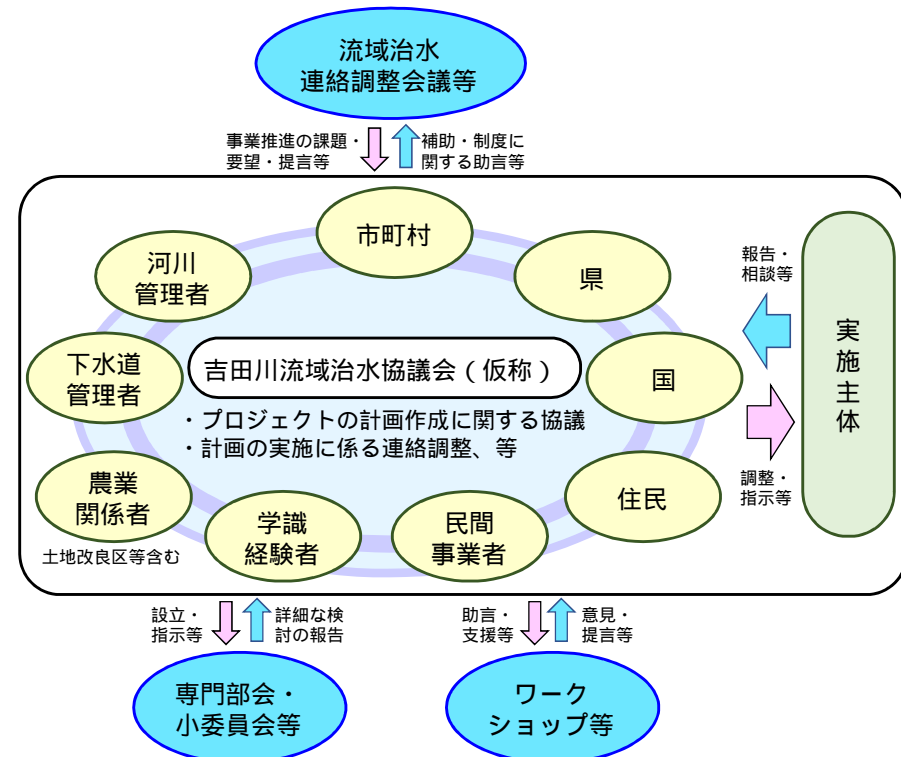 流域治水
連絡調整会議等
事業推進の課題・
要望・提言等
補助・制度に
関する助言等
市町村
河川
管理者
県
報告・
相談等
下水道
管理者
吉田川流域治水協議会(仮称)
国
実施主体
・プロジェクトの計画作成に関する協議
・計画の実施に係る連絡調整、等
調整・
指示等
農業
関係者
住民
学識
経験者
民間
事業者
土地改良区等含む
設立・
指示等
詳細な検
討の報告
助言・
支援等
意見・
提言等
専門部会・
小委員会等
ワーク
ショップ等